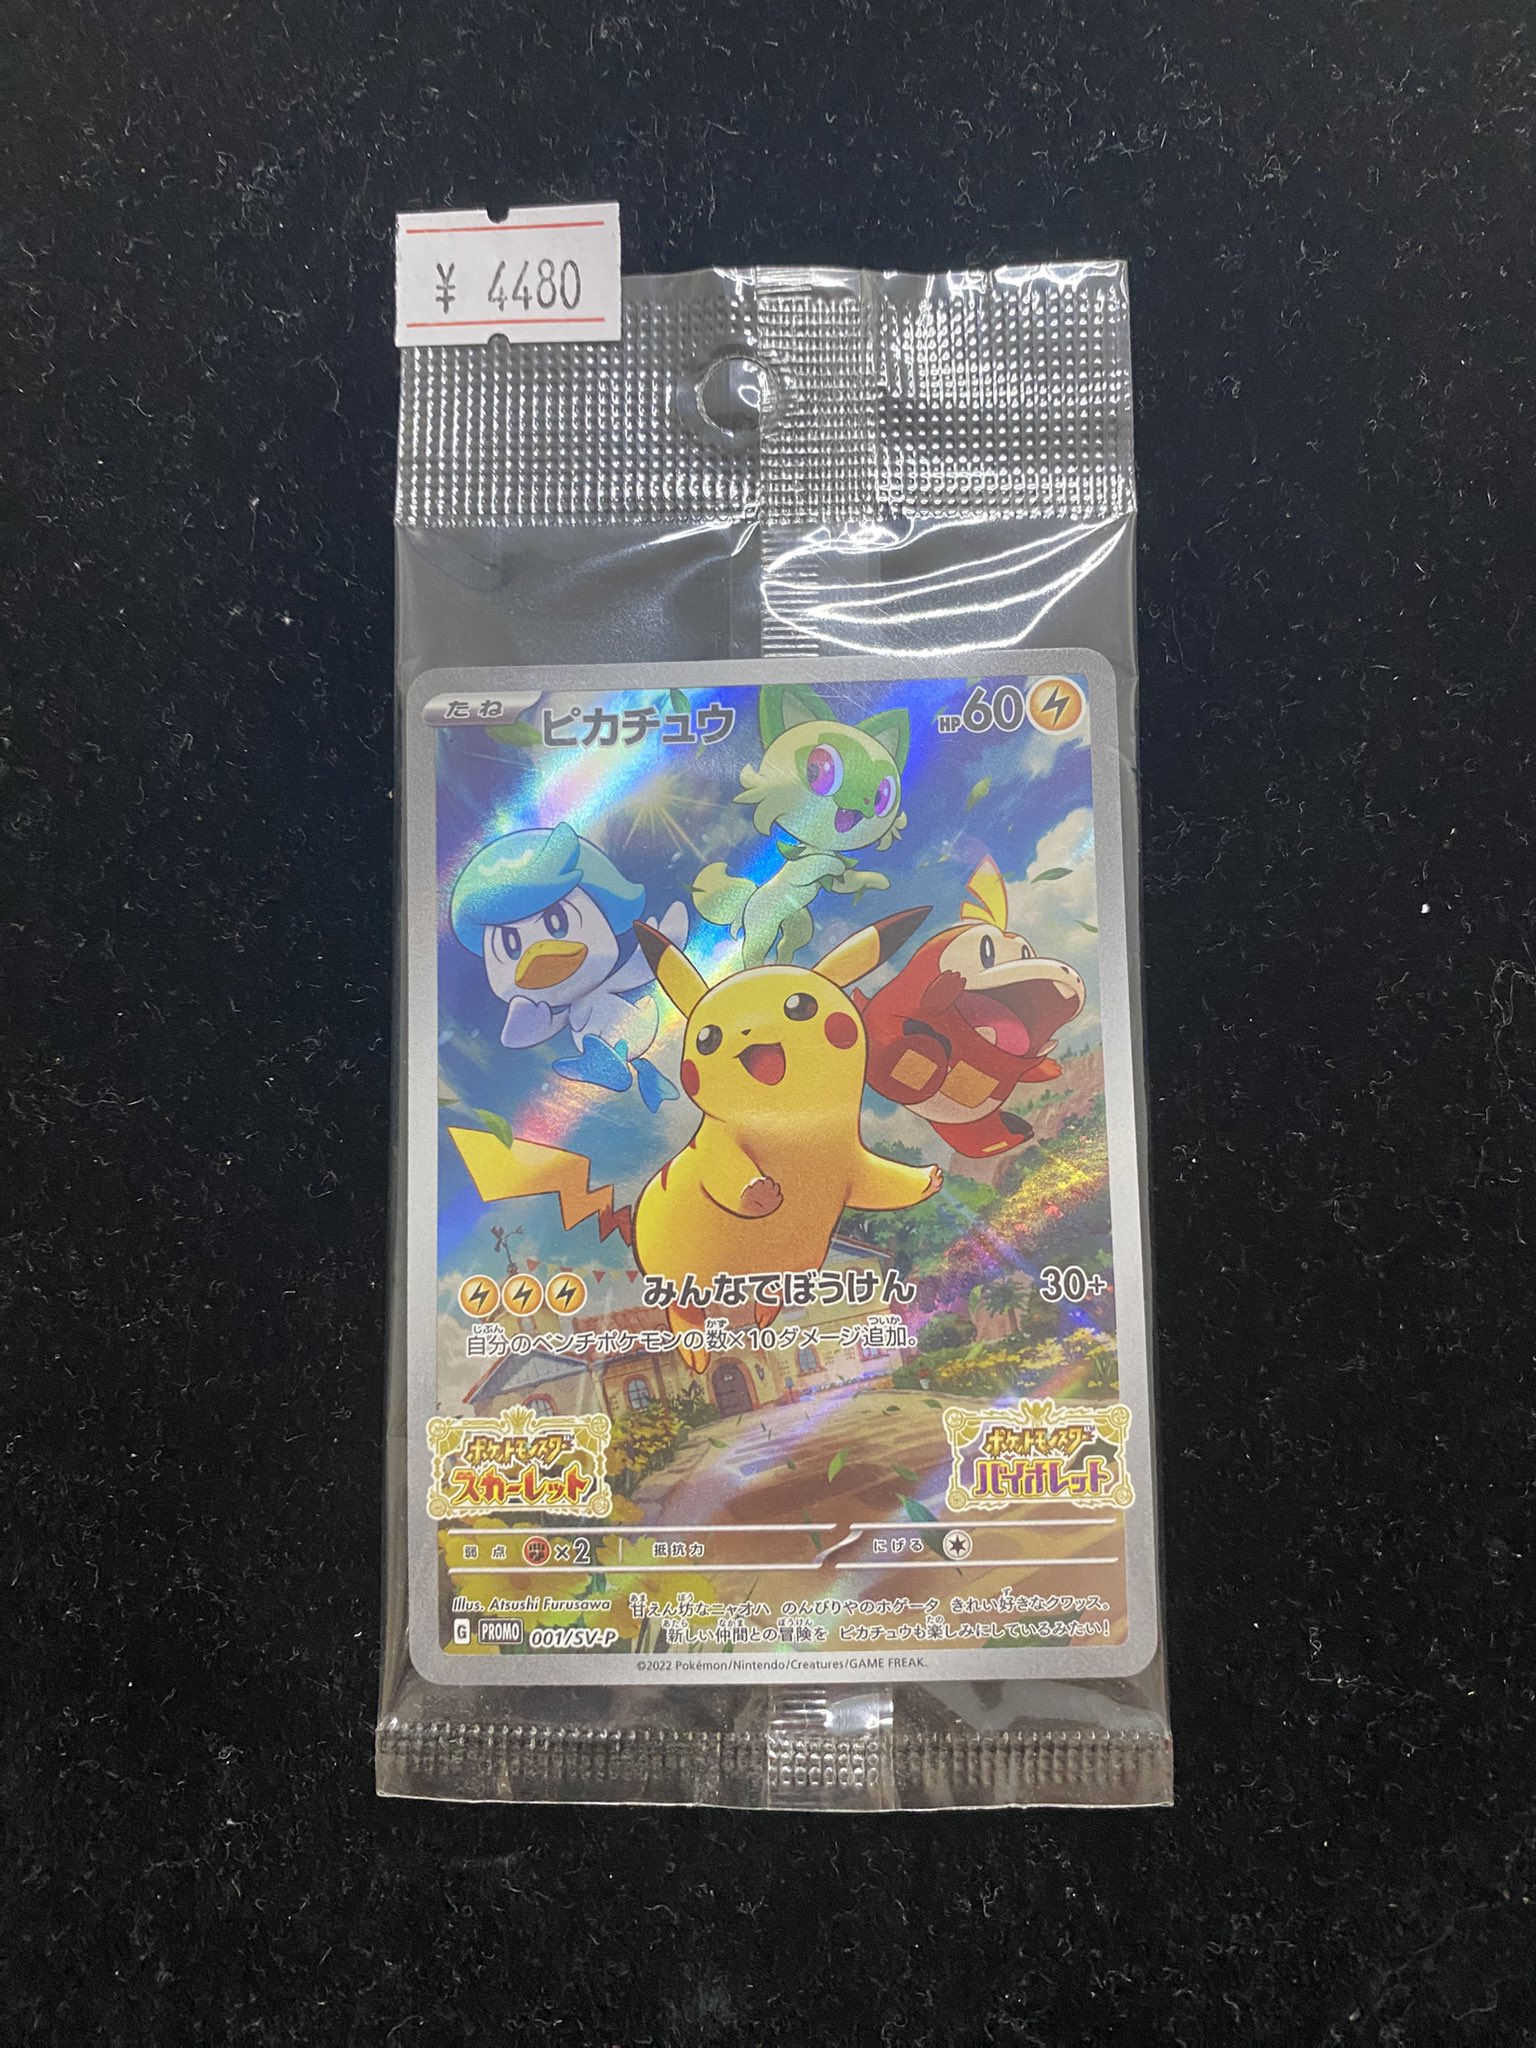 ¥ 4480
たね
ピカチュウ
HP60
みんなでぼうけん 30+
自分のベンチポケモンの数×10ダメージ追加。
ポケットモンスター
スカーレット
ポケットモンスター
バイオレット
弱点 ×2 抵抗力 にげる
Illus. Atsushi Furusawa
G PROMO 001/SV-P
甘えん坊なニャオハ のんびりやのホゲータ きれい好きなクワッス。
新しい仲間との冒険を ピカチュウも楽しみにしているみたい!
©2022 Pokémon/Nintendo/Creatures/GAME FREAK.